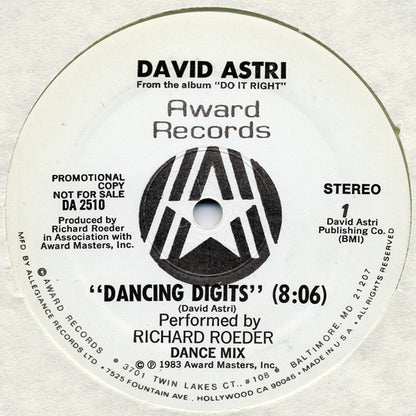 DAVID ASTRI
From the album "DO IT RIGHT"
Award
Records
PROMOTIONAL
COPY
NOT FOR SALE
DA 2510
Produced by
Richard Roeder
in Association with
Award Masters, Inc.
STEREO
1
David Astri
Publishing Co.
(BMI)
"DANCING DIGITS" (8:06)
(David Astri)
Performed by
RICHARD ROEDER
DANCE MIX
© ℗ 1983 Award Masters, Inc.
© AWARD RECORDS • 3701 TWIN LAKES CT., #108 • BALTIMORE, MD 21207
MFD. BY ALLEGIANCE RECORDS LTD. • 7525 FOUNTAIN AVE., HOLLYWOOD CA 90046 • MADE IN U.S.A.